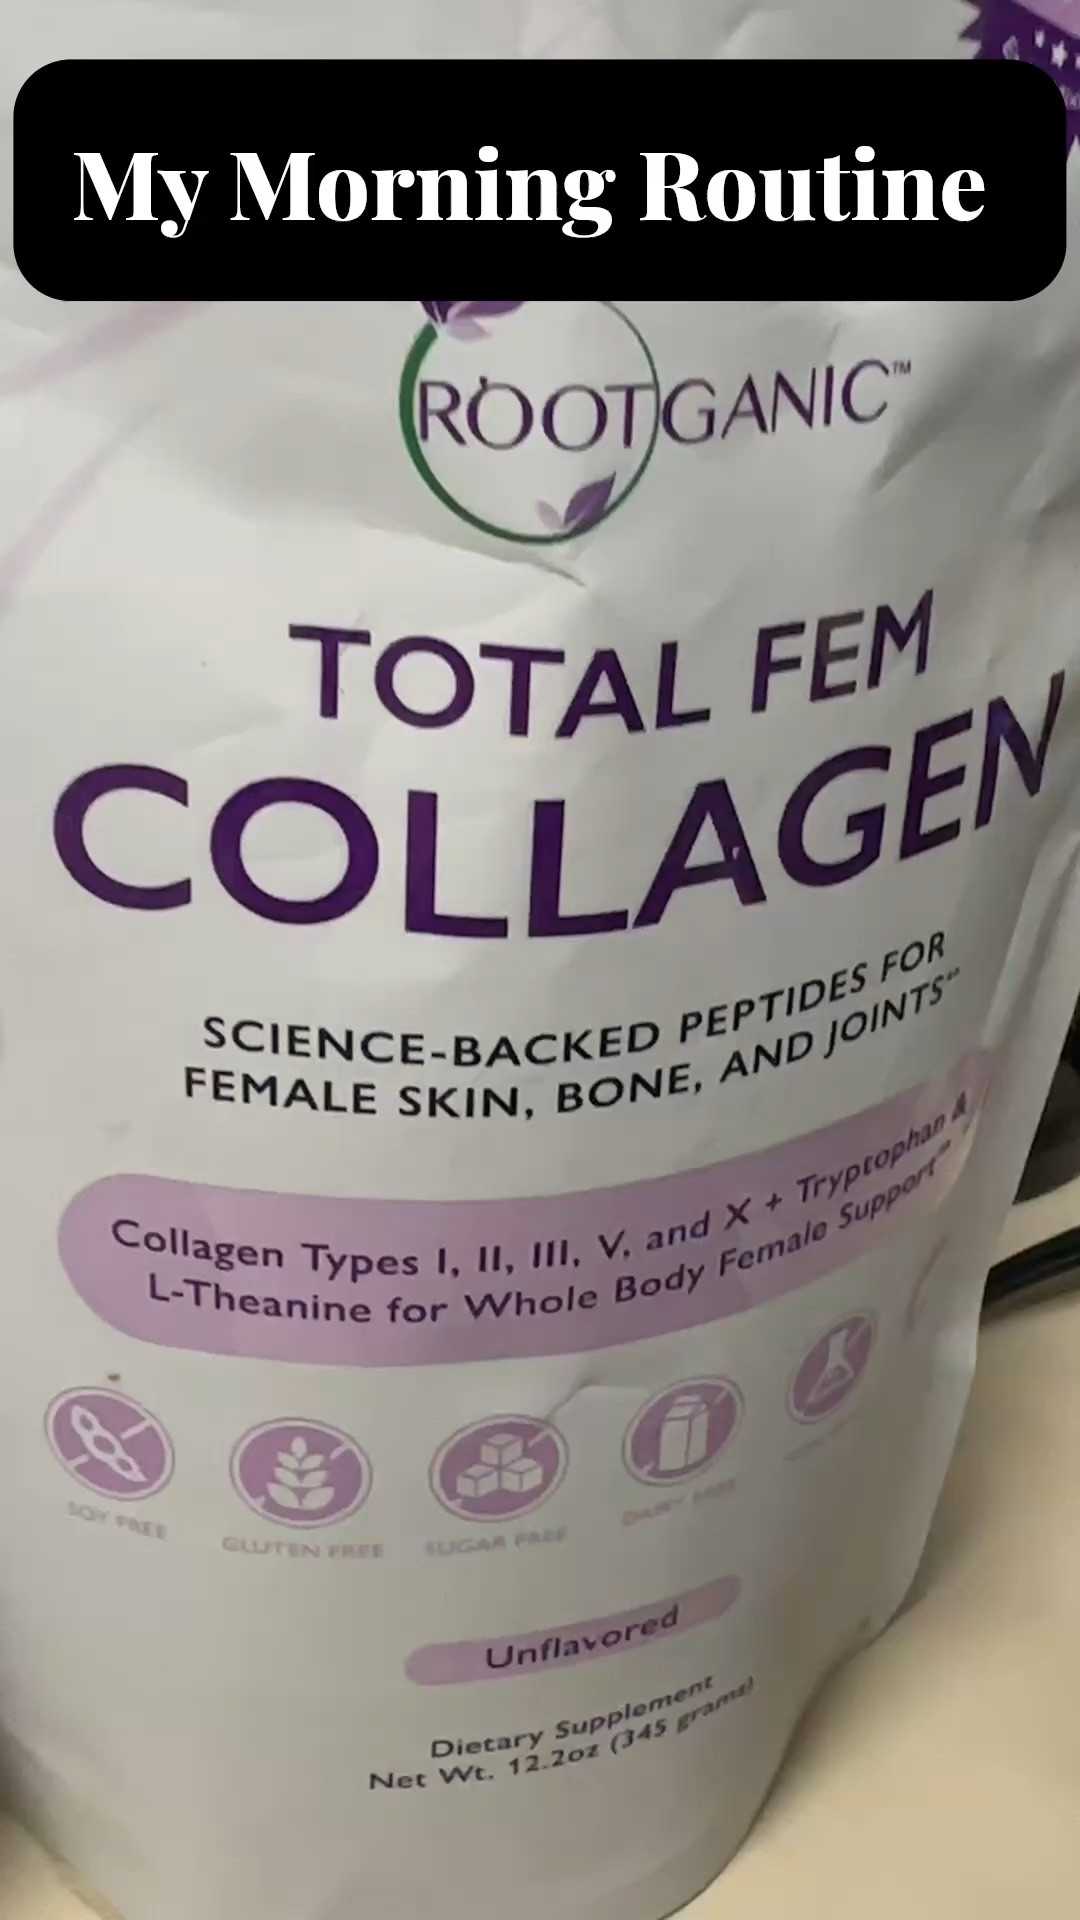 My Morning Routine
ROOTGANIC™
TOTAL FEM
COLLAGEN
SCIENCE-BACKED PEPTIDES FOR
FEMALE SKIN, BONE, AND JOINTS
Collagen Types I, II, III, V, and X + Tryptophan &
L-Theanine for Whole Body Female Support
SOY FREE
GLUTEN FREE
SUGAR FREE
DAIRY FREE
Unflavored
Dietary Supplement
Net Wt. 12.2oz (345 grams)